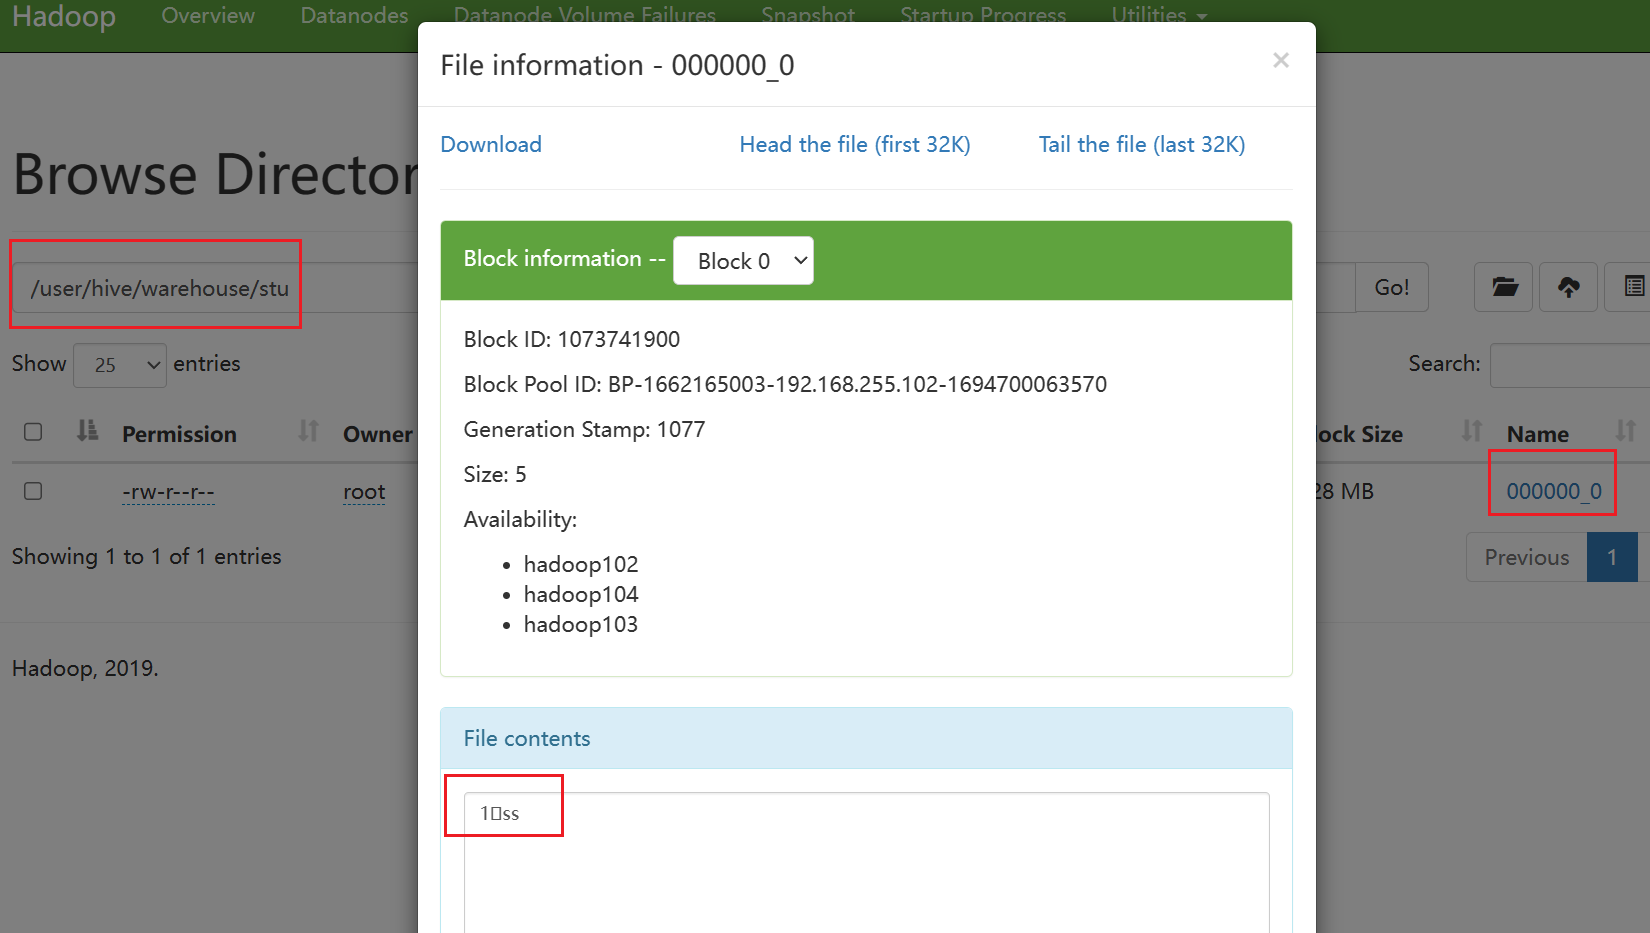 Hadoop Overview Datanodes Datanode Volume Failures Snapshot Startup Progress Utilities
File information - 000000_0 ×
Download Head the file (first 32K) Tail the file (last 32K)
Browse Director
Block information -- Block 0
/user/hive/warehouse/stu Go!
Block ID: 1073741900
Show 25 entries Search:
Block Pool ID: BP-1662165003-192.168.255.102-1694700063570
Generation Stamp: 1077
Permission Owner lock Size Name
Size: 5
-rw-r--r-- root 28 MB 000000_0
Availability:
Showing 1 to 1 of 1 entries Previous 1
hadoop102
hadoop104
hadoop103
Hadoop, 2019.
File contents
1▯ss